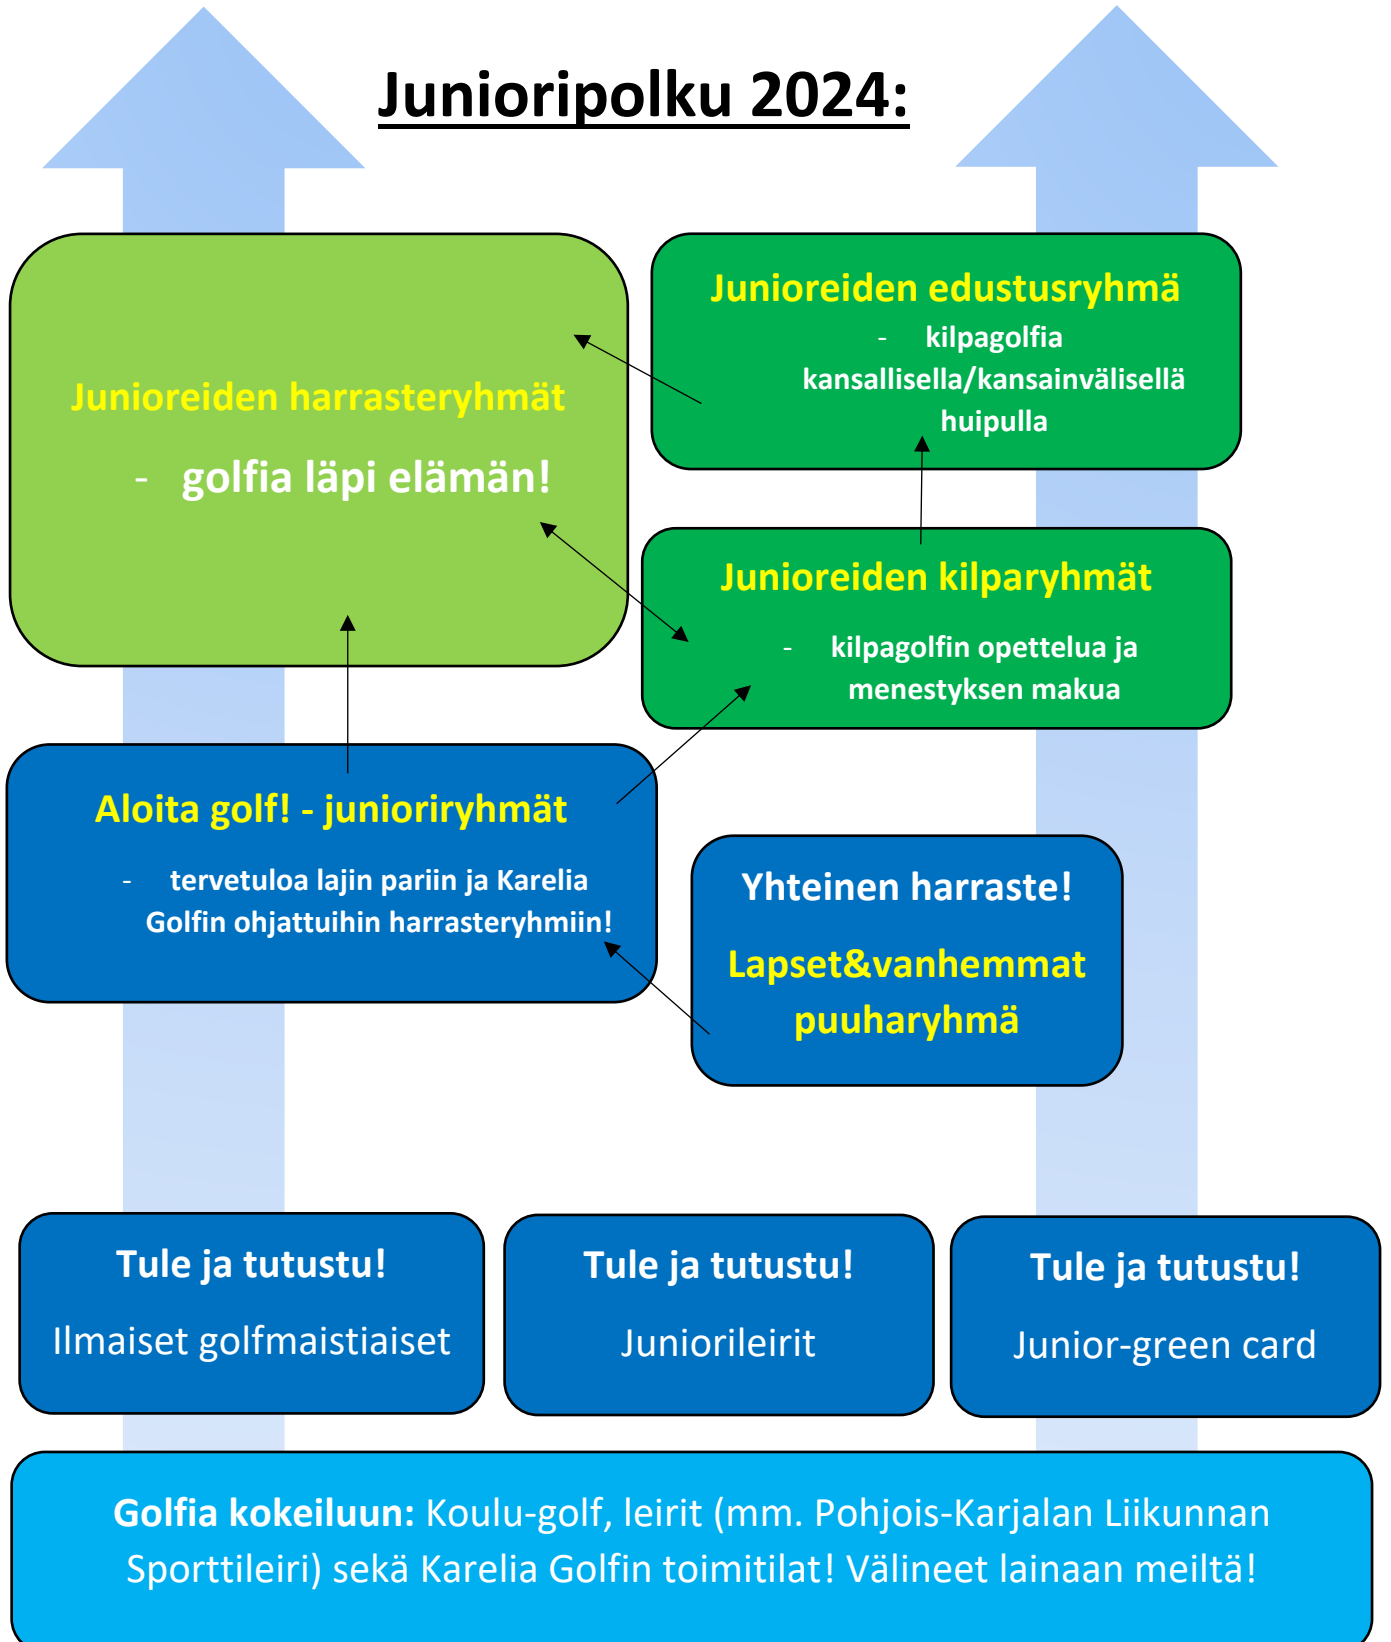 Junioripolku 2024:
Junioreiden edustusryhmä
- kilpagolfia
kansallisella/kansainvälisellä
huipulla
Junioreiden harrasteryhmät
- golfia läpi elämän!
Junioreiden kilparyhmät
- kilpagolfin opettelua ja
menestyksen makua
Aloita golf! - junioriryhmät
- tervetuloa lajin pariin ja Karelia
Golfin ohjattuihin harrasteryhmiin!
Yhteinen harraste!
Lapset&vanhemmat
puuharyhmä
Tule ja tutustu!
Ilmaiset golfmaistiaiset
Tule ja tutustu!
Juniorileirit
Tule ja tutustu!
Junior-green card
Golfia kokeiluun: Koulu-golf, leirit (mm. Pohjois-Karjalan Liikunnan
Sporttileiri) sekä Karelia Golfin toimitilat! Välineet lainaan meiltä!